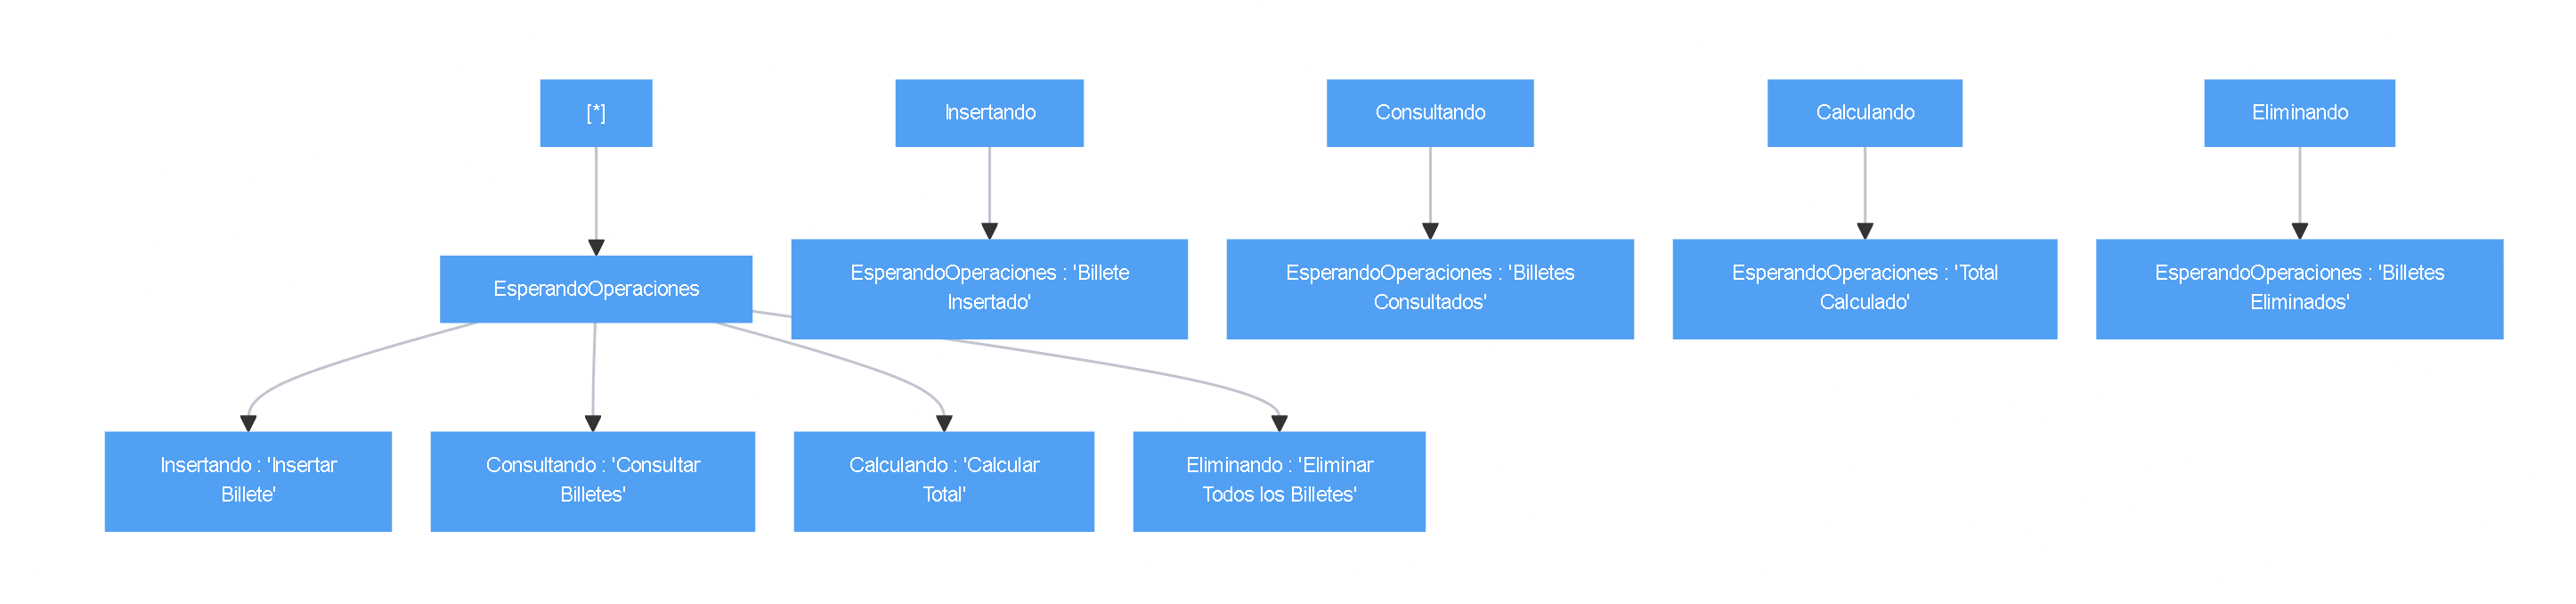 [*]
Insertando
Consultando
Calculando
Eliminando
EsperandoOperaciones
EsperandoOperaciones : 'Billete
Insertado'
EsperandoOperaciones : 'Billetes
Consultados'
EsperandoOperaciones : 'Total
Calculado'
EsperandoOperaciones : 'Billetes
Eliminados'
Insertando : 'Insertar
Billete'
Consultando : 'Consultar
Billetes'
Calculando : 'Calcular
Total'
Eliminando : 'Eliminar
Todos los Billetes'